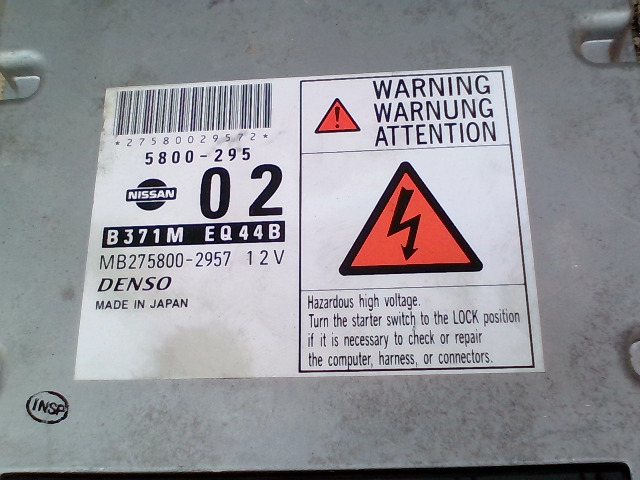 *27580029572*
5800-295
NISSAN
02
B371M EQ44B
MB275800-2957 12V
DENSO
MADE IN JAPAN
WARNING
WARNUNG
ATTENTION
Hazardous high voltage.
Turn the starter switch to the LOCK position
if it is necessary to check or repair
the computer, harness, or connectors.
INSP